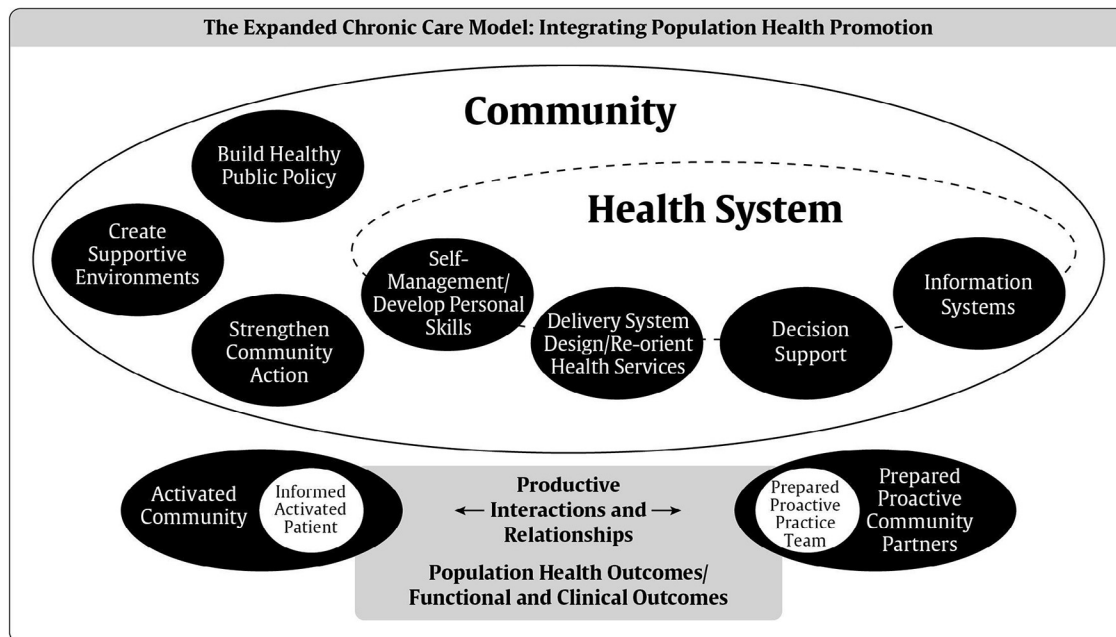 The Expanded Chronic Care Model: Integrating Population Health Promotion
Community
Build Healthy
Public Policy
Health System
Create
Supportive
Environments
Self-
Management/
Develop Personal
Skills
Information
Systems
Strengthen
Community
Action
Delivery System
Design/Re-orient
Health Services
Decision
Support
Activated
Community
Informed
Activated
Patient
Productive
Interactions and
Relationships
Prepared
Proactive
Practice
Team
Prepared
Proactive
Community
Partners
Population Health Outcomes/
Functional and Clinical Outcomes